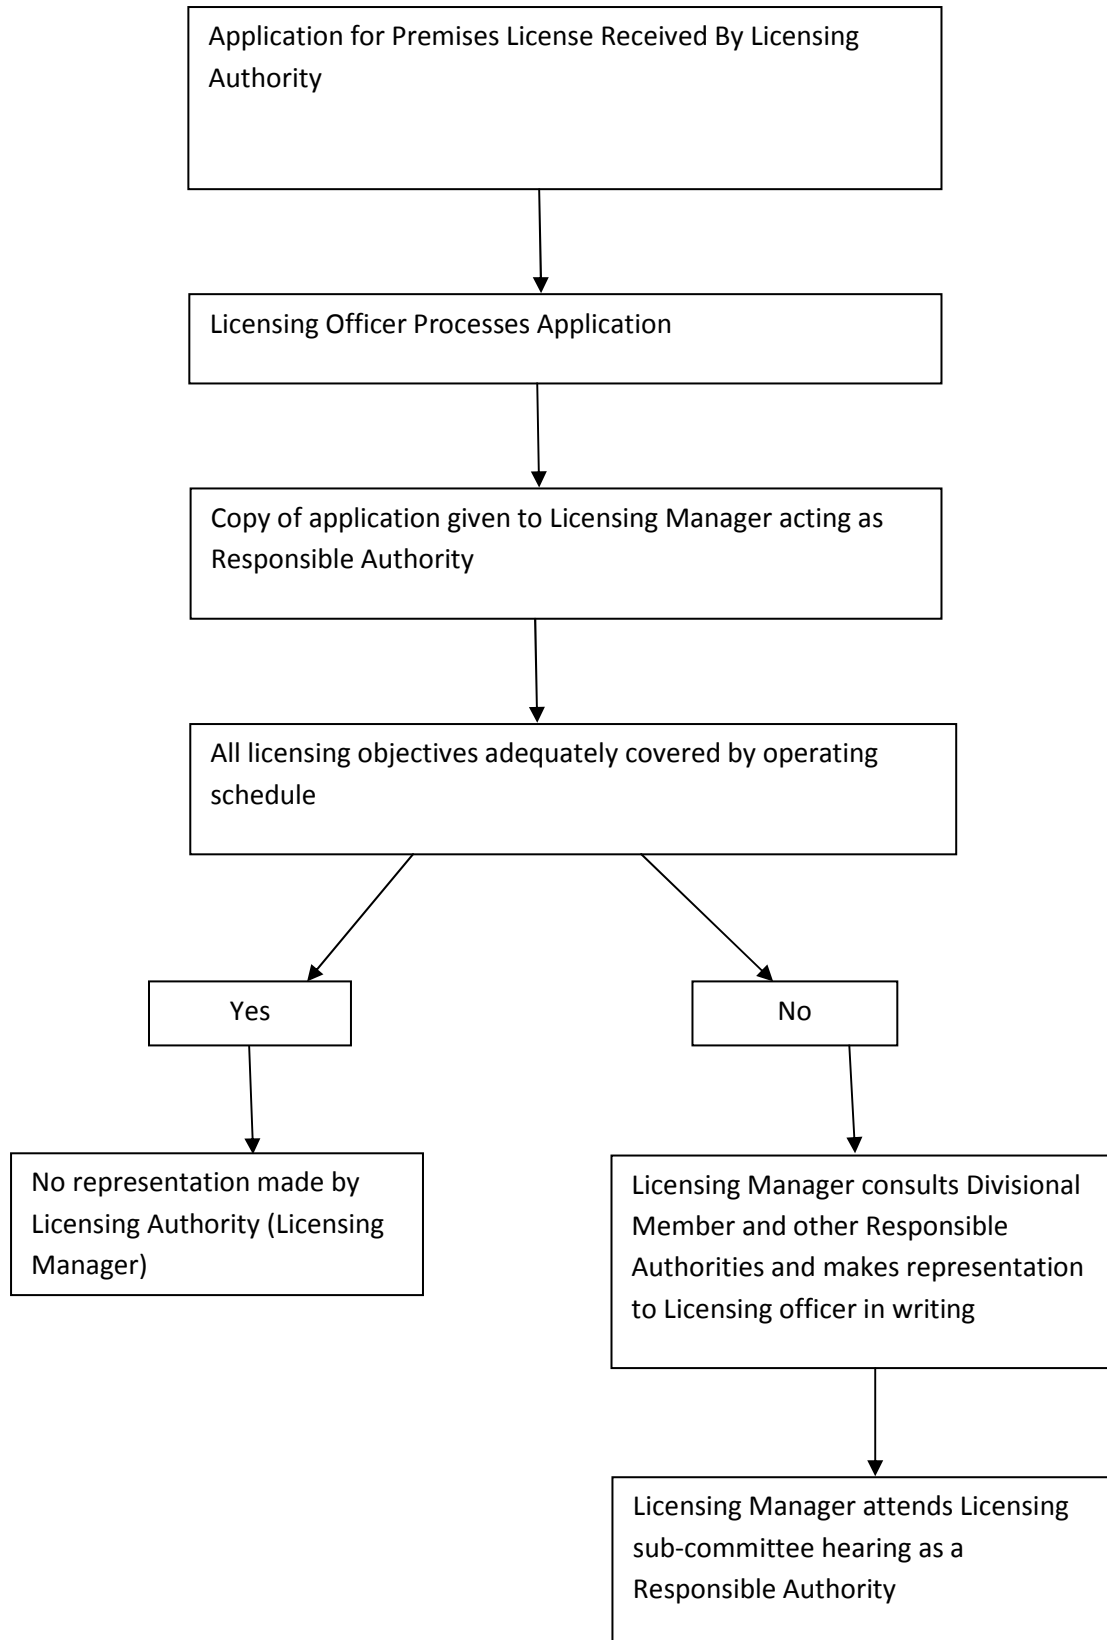 Application for Premises License Received By Licensing
Authority
Licensing Officer Processes Application
Copy of application given to Licensing Manager acting as
Responsible Authority
All licensing objectives adequately covered by operating
schedule
Yes
No
No representation made by
Licensing Authority (Licensing
Manager)
Licensing Manager consults Divisional
Member and other Responsible
Authorities and makes representation
to Licensing officer in writing
Licensing Manager attends Licensing
sub-committee hearing as a
Responsible Authority